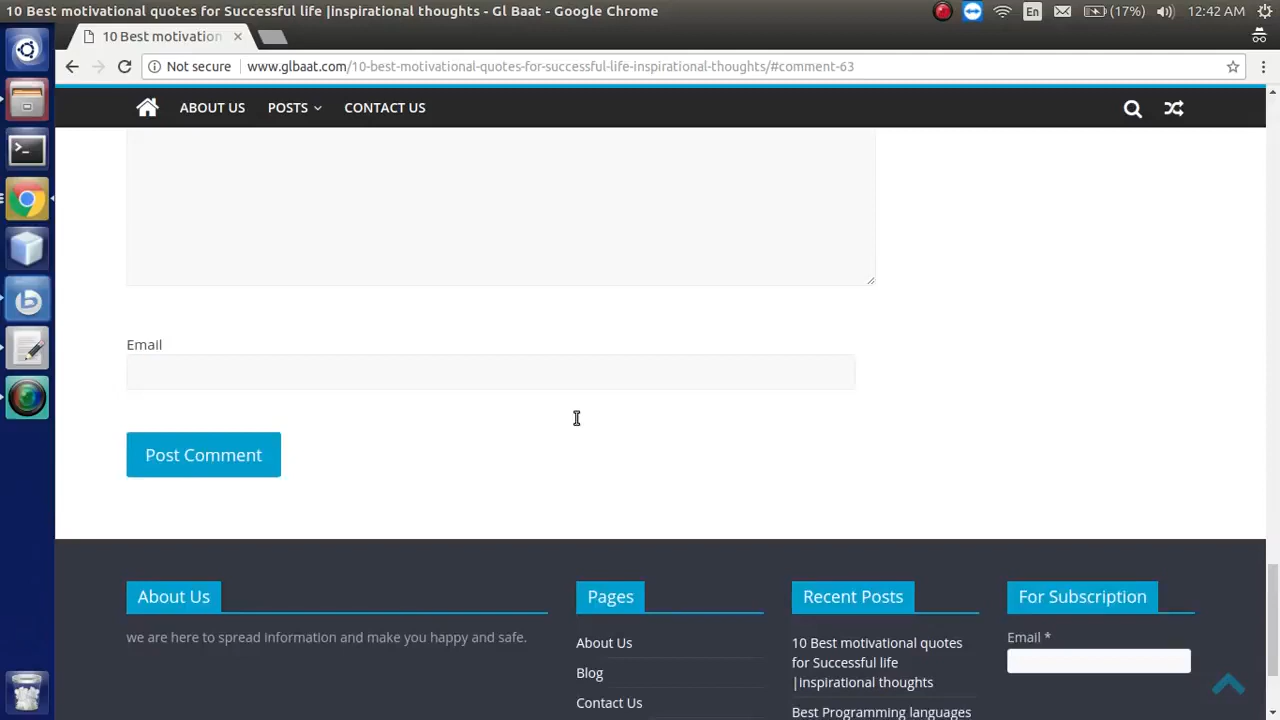 10 Best motivational quotes for Successful life |inspirational thoughts - Gl Baat - Google Chrome
En
(17%)
12:42 AM
10 Best motivation
Not secure
www.glbaat.com/10-best-motivational-quotes-for-successful-life-inspirational-thoughts/#comment-63
ABOUT US
POSTS
CONTACT US
Email
Post Comment
About Us
we are here to spread information and make you happy and safe.
Pages
About Us
Blog
Contact Us
Recent Posts
10 Best motivational quotes
for Successful life
|inspirational thoughts
Best Programming languages
For Subscription
Email *